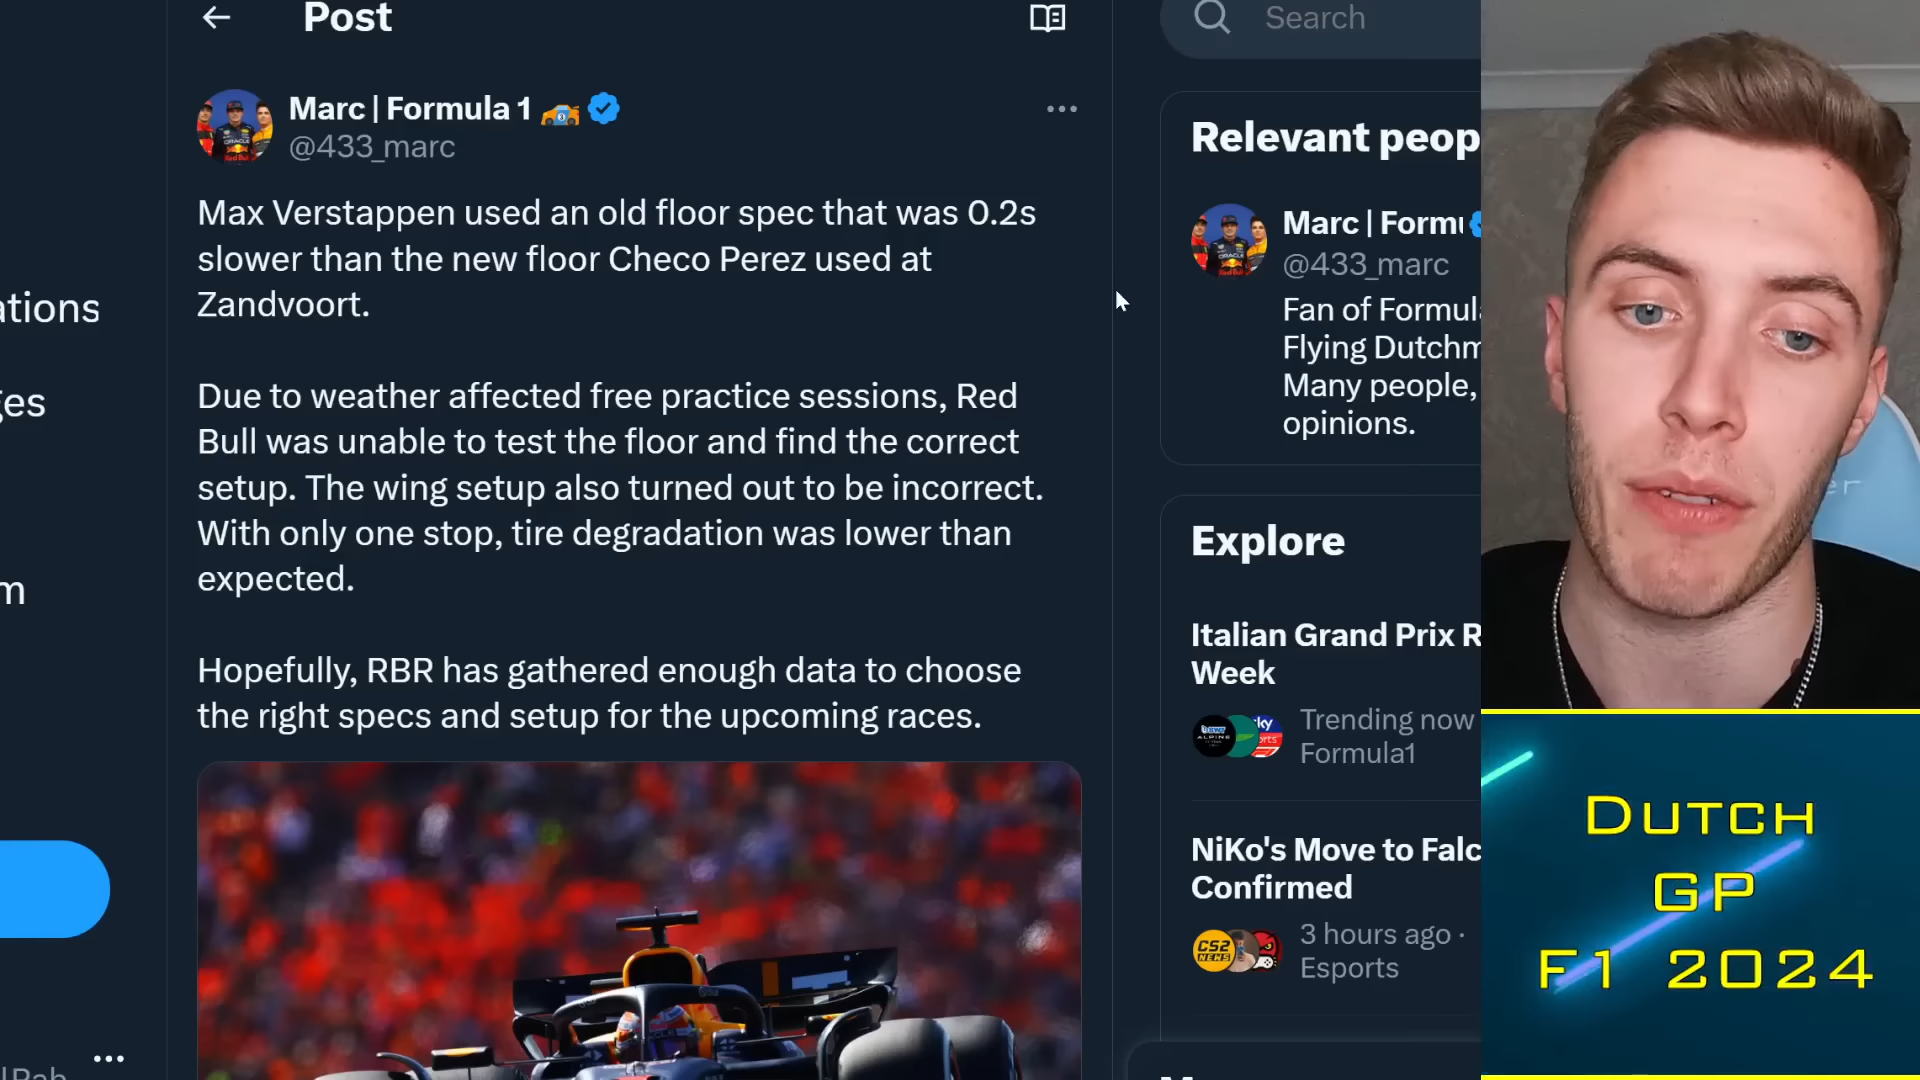 Post
Search
Marc | Formula 1
@433_marc
Max Verstappen used an old floor spec that was 0.2s
slower than the new floor Checo Perez used at
Zandvoort.
Due to weather affected free practice sessions, Red
Bull was unable to test the floor and find the correct
setup. The wing setup also turned out to be incorrect.
With only one stop, tire degradation was lower than
expected.
Hopefully, RBR has gathered enough data to choose
the right specs and setup for the upcoming races.
ations
ges
m
Relevant peop
Marc | Formu
@433_marc
Fan of Formula
Flying Dutchm
Many people,
opinions.
Explore
Italian Grand Prix R
Week
Trending now
Formula1
NiKo's Move to Falc
Confirmed
CS2
NEWS
3 hours ago ·
Esports
er
DUTCH
GP
F1 2024